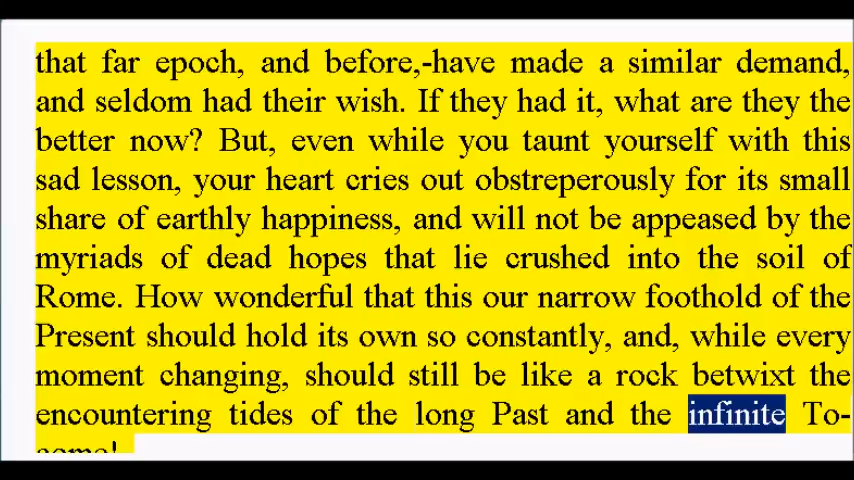 that far epoch, and before,-have made a similar demand,
and seldom had their wish. If they had it, what are they the
better now? But, even while you taunt yourself with this
sad lesson, your heart cries out obstreperously for its small
share of earthly happiness, and will not be appeased by the
myriads of dead hopes that lie crushed into the soil of
Rome. How wonderful that this our narrow foothold of the
Present should hold its own so constantly, and, while every
moment changing, should still be like a rock betwixt the
encountering tides of the long Past and the infinite To-
come!